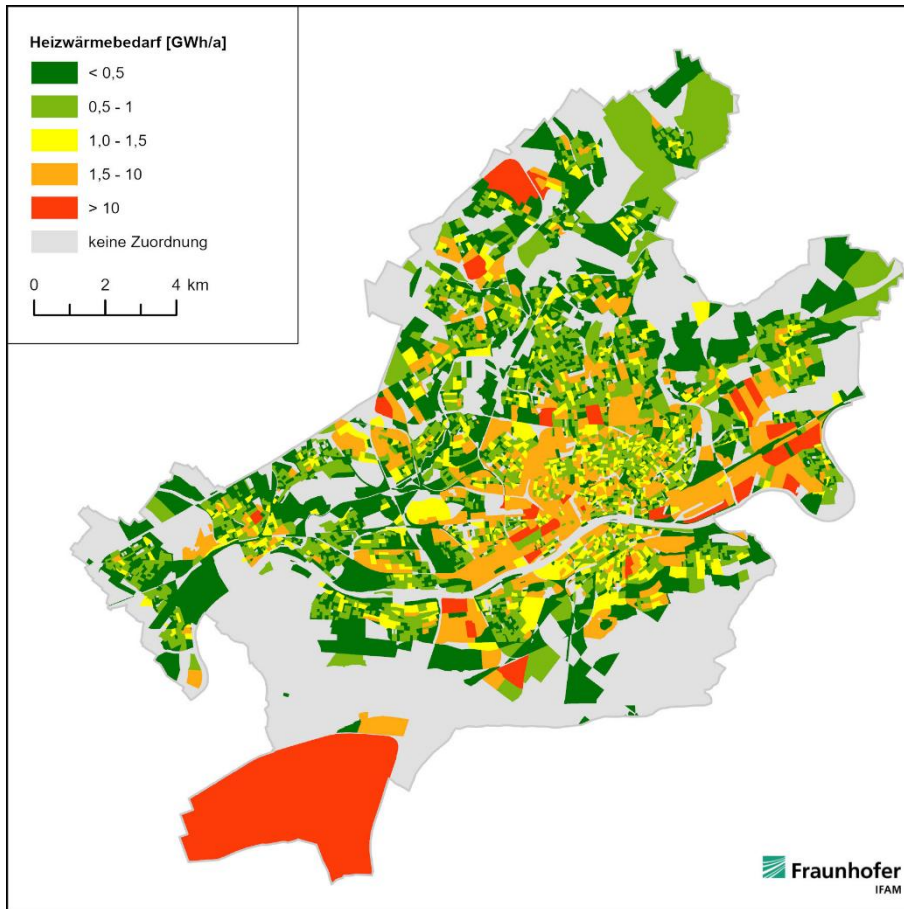 Heizwärmebedarf [GWh/a]
< 0,5
0,5 - 1
1,0 - 1,5
1,5 - 10
> 10
keine Zuordnung
0 2 4 km
Fraunhofer
IFAM